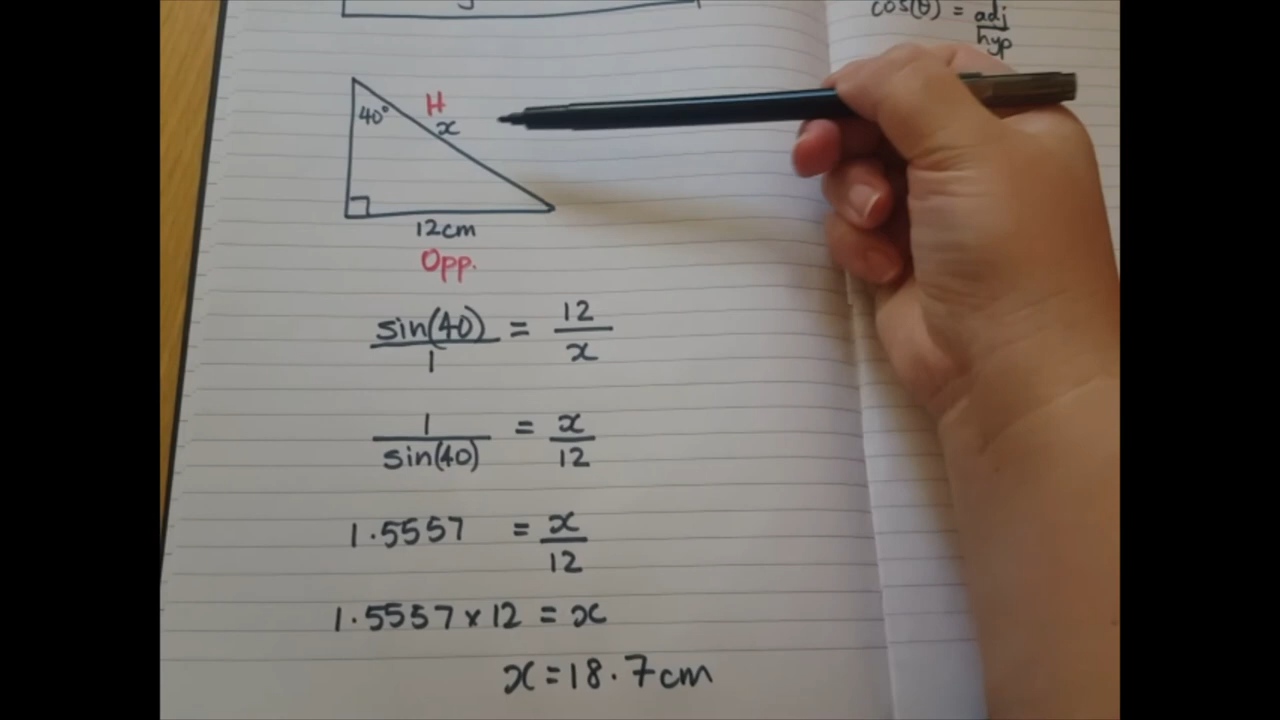 cos(θ) = adj
hyp
40°
H
x
12cm
Opp.
sin(40) = 12
1 x
1 = x
sin(40) 12
1.5557 = x
12
1.5557 x 12 = x
x = 18.7cm